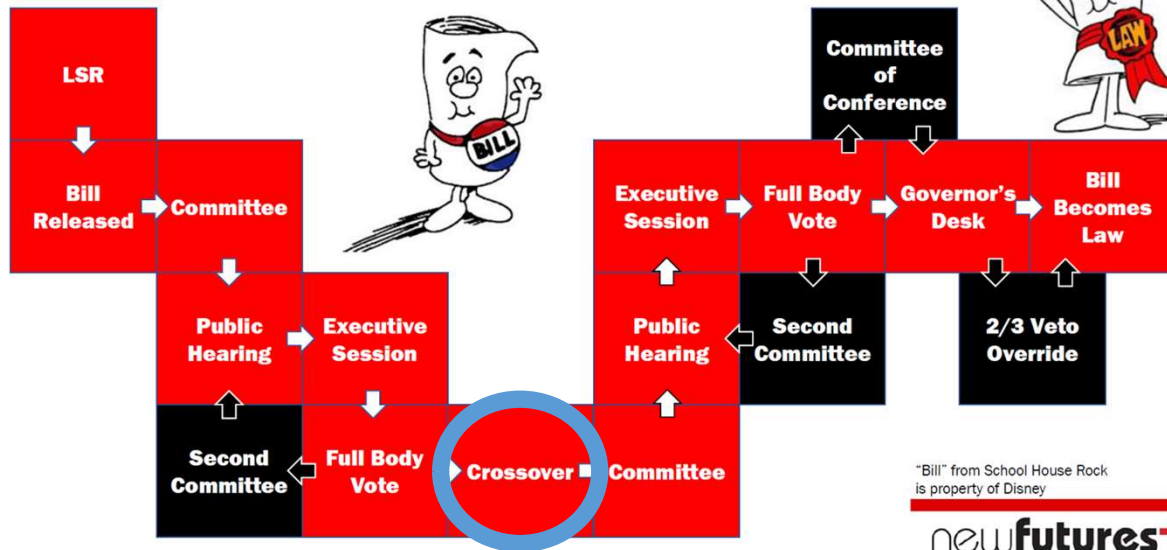 LSR
Bill
Released
Committee
Public
Hearing
Executive
Session
Second
Committee
Full Body
Vote
Crossover
Committee
Public
Hearing
Executive
Session
Full Body
Vote
Second
Committee
Committee
of
Conference
Governor's
Desk
2/3 Veto
Override
Bill
Becomes
Law
BILL
LAW
"Bill" from School House Rock
is property of Disney
newfutures